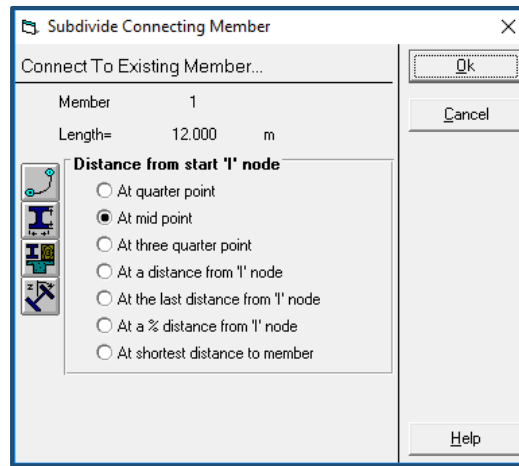 Subdivide Connecting Member
Connect To Existing Member...
Ok
Member 1
Cancel
Length= 12.000 m
Distance from start 'I' node
At quarter point
At mid point
At three quarter point
At a distance from 'I' node
At the last distance from 'I' node
At a % distance from 'I' node
At shortest distance to member
Help